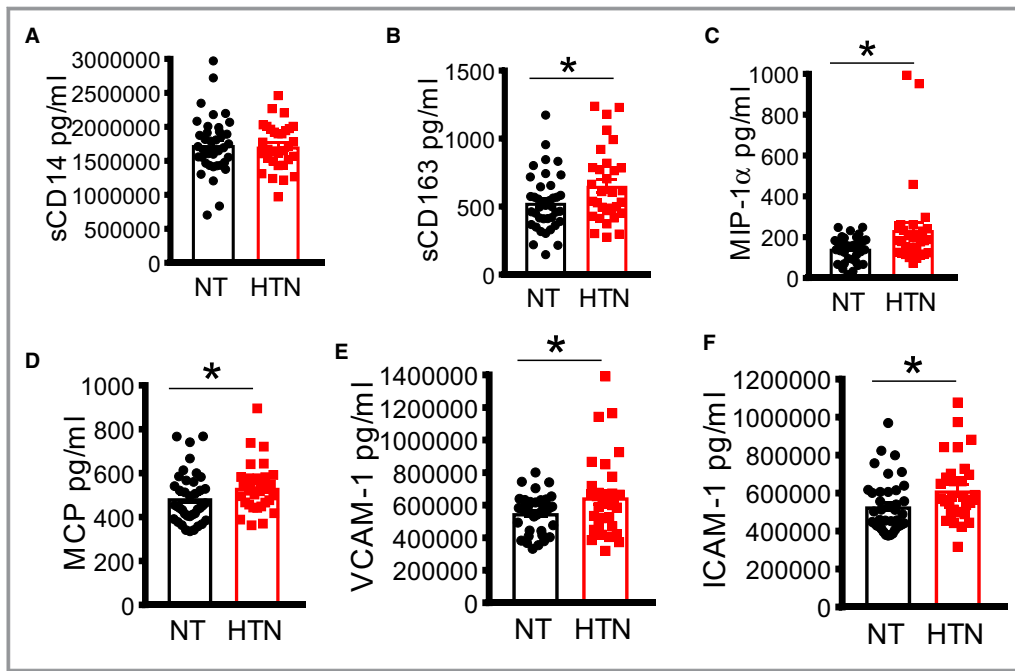 A
sCD14 pg/ml
3000000
2500000
2000000
1500000
1000000
500000
0
NT HTN
B
sCD163 pg/ml
1500
1000
500
0
*
NT HTN
C
MIP-1α pg/ml
1000
800
600
400
200
0
*
NT HTN
D
MCP pg/ml
1000
800
600
400
200
0
*
NT HTN
E
VCAM-1 pg/ml
1400000
1200000
1000000
800000
600000
400000
200000
0
*
NT HTN
F
ICAM-1 pg/ml
1200000
1000000
800000
600000
400000
200000
0
*
NT HTN